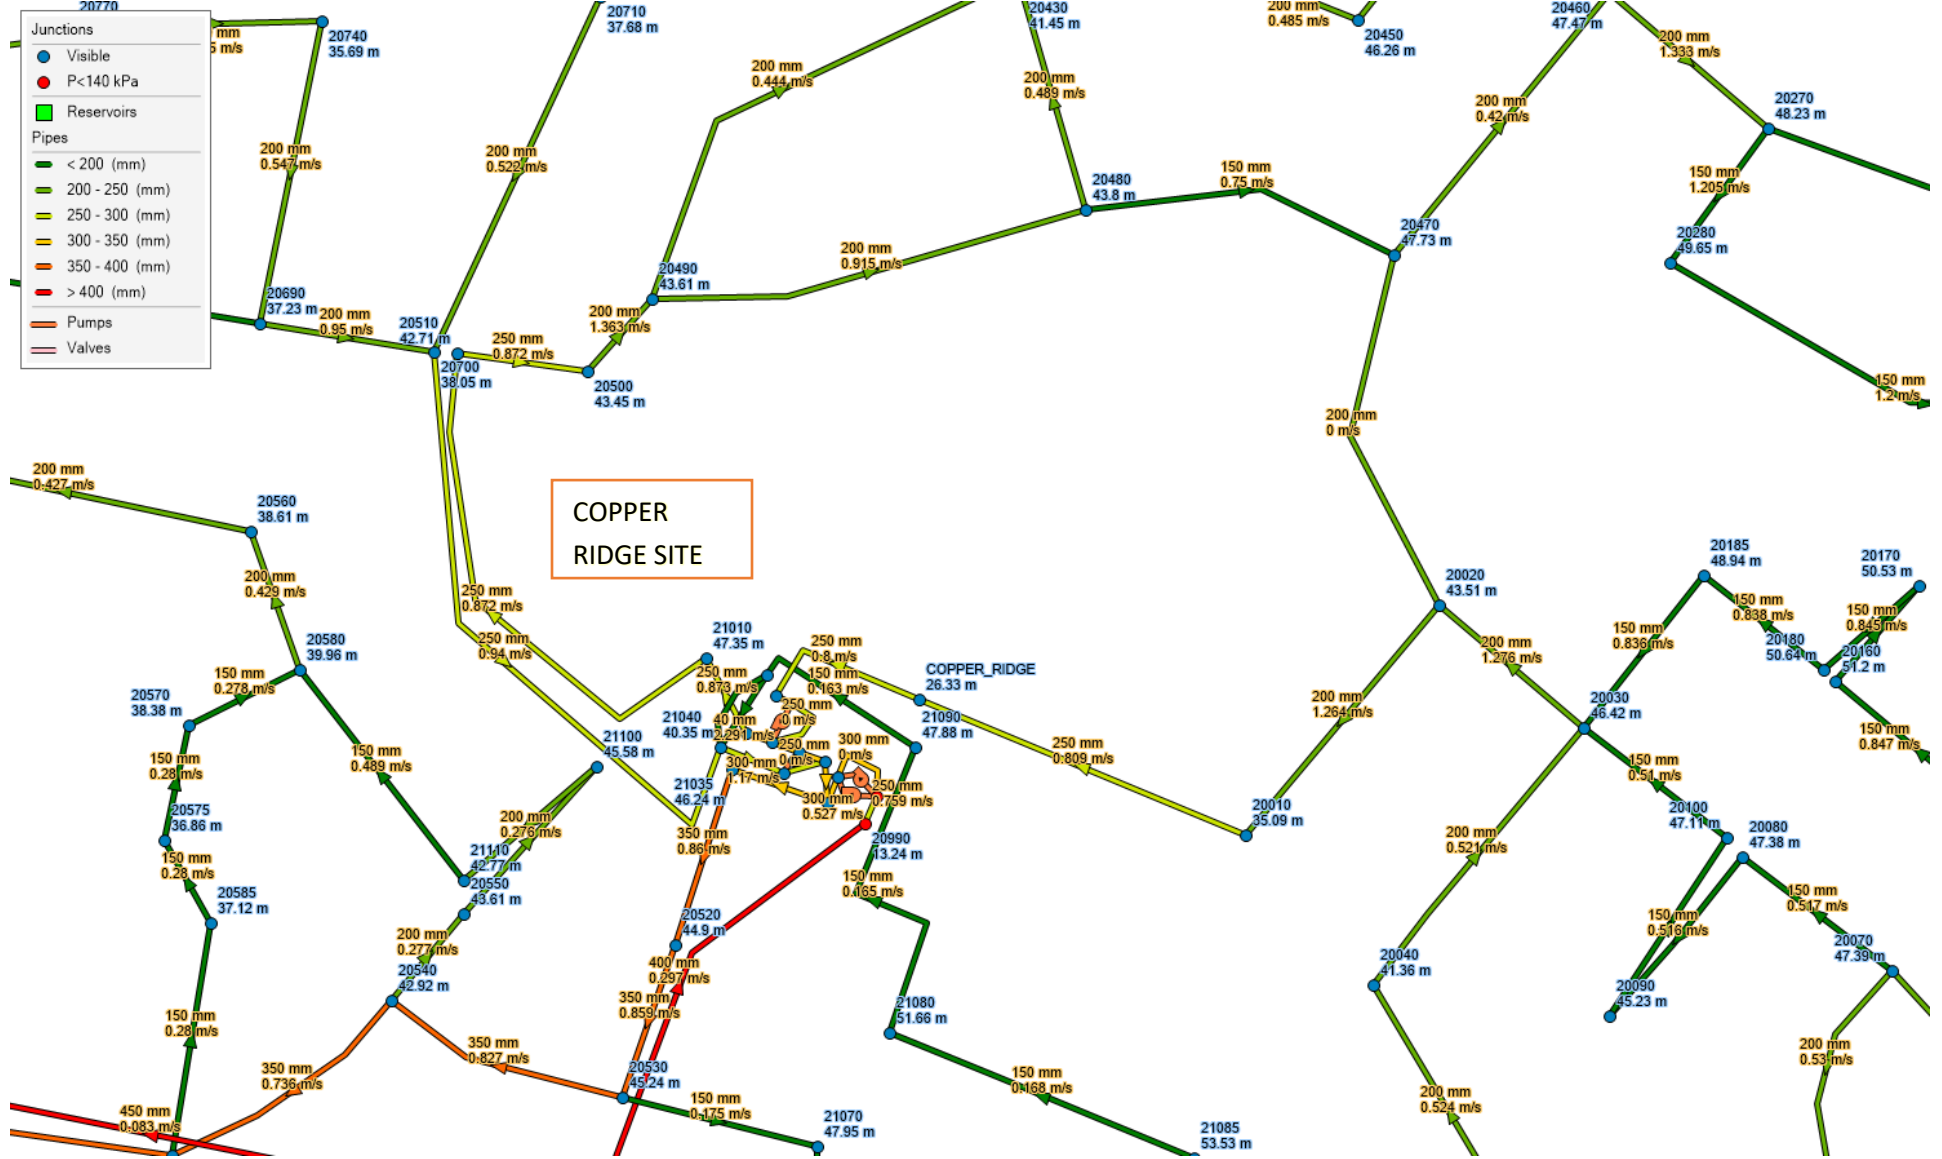 20770
Junctions
Visible
P<140 kPa
Reservoirs
Pipes
< 200 (mm)
200 - 250 (mm)
250 - 300 (mm)
300 - 350 (mm)
350 - 400 (mm)
> 400 (mm)
Pumps
Valves
mm
5 m/s
20740
35.69 m
20710
37.68 m
200 mm
0.444 m/s
20430
41.45 m
200 mm
0.485 m/s
20450
46.26 m
20460
47.47 m
200 mm
1.333 m/s
200 mm
0.489 m/s
200 mm
0.42 m/s
20270
48.23 m
200 mm
0.547 m/s
200 mm
0.522 m/s
20480
43.8 m
150 mm
0.75 m/s
150 mm
1.205 m/s
20470
47.73 m
20280
49.65 m
200 mm
0.915 m/s
20490
43.61 m
20690
37.23 m
200 mm
0.95 m/s
20510
42.71 m
200 mm
1.363 m/s
250 mm
0.872 m/s
20700
38.05 m
20500
43.45 m
150 mm
1.2 m/s
200 mm
0 m/s
200 mm
0.427 m/s
20560
38.61 m
COPPER
RIDGE SITE
20185
48.94 m
20170
50.53 m
200 mm
0.429 m/s
250 mm
0.872 m/s
20020
43.51 m
150 mm
0.838 m/s
150 mm
0.845 m/s
20580
39.96 m
250 mm
0.94 m/s
21010
47.35 m
250 mm
0.8 m/s
COPPER_RIDGE
26.33 m
200 mm
1.276 m/s
150 mm
0.836 m/s
20180
50.64 m
20160
51.2 m
150 mm
0.278 m/s
250 mm
0.873 m/s
150 mm
0.163 m/s
20570
38.38 m
21040
40.35 m
40 mm
2.291 m/s
250 mm
0 m/s
21090
47.88 m
200 mm
1.264 m/s
20030
46.42 m
150 mm
0.847 m/s
21100
45.58 m
250 mm
0 m/s
300 mm
0 m/s
250 mm
0.809 m/s
150 mm
0.28 m/s
150 mm
0.489 m/s
300 mm
1.17 m/s
150 mm
0.51 m/s
21035
46.24 m
300 mm
0.527 m/s
250 mm
0.759 m/s
20575
36.86 m
200 mm
0.276 m/s
350 mm
0.86 m/s
20010
35.09 m
20100
47.11 m
20080
47.38 m
21110
42.77 m
20990
13.24 m
200 mm
0.521 m/s
150 mm
0.28 m/s
20550
43.61 m
150 mm
0.165 m/s
20585
37.12 m
150 mm
0.517 m/s
20520
44.9 m
150 mm
0.516 m/s
200 mm
0.277 m/s
20070
47.39 m
400 mm
0.297 m/s
20540
42.92 m
20040
41.36 m
350 mm
0.859 m/s
21080
51.66 m
20090
45.23 m
150 mm
0.28 m/s
350 mm
0.827 m/s
200 mm
0.53 m/s
350 mm
0.736 m/s
20530
45.24 m
150 mm
0.168 m/s
200 mm
0.524 m/s
450 mm
0.083 m/s
150 mm
0.175 m/s
21070
47.95 m
21085
53.53 m